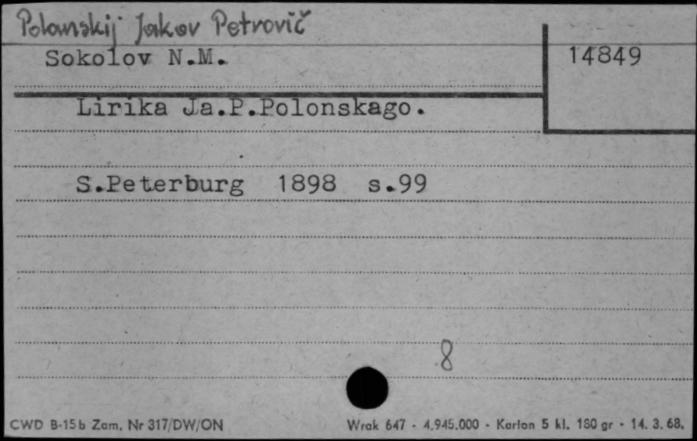 Polonskij Jakov Petrovič
Sokolov N.M.
14849
Lirika Ja.P.Polonskago.
S.Peterburg 1898 s.99
8
CWD B-15b Zam. Nr 317/DW/ON
Wrak 647 - 4.945.000 - Karton 5 kl. 180 gr - 14. 3. 68.